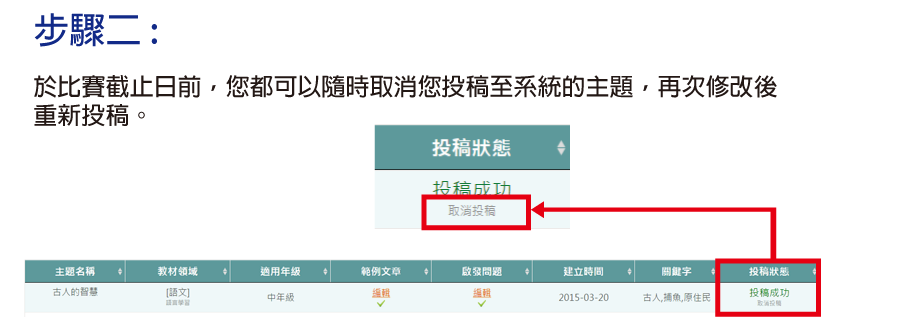 步驟二：
於比賽截止日前，您都可以隨時取消您投稿至系統的主題，再次修改後
重新投稿。
投稿狀態
投稿成功
取消投稿
主題名稱 教材領域 適用年級 範例文章 啟發問題 建立時間 關鍵字 投稿狀態
古人的智慧 [語文] 中年級 編輯 編輯 2015-03-20 古人,捕魚,原住民 投稿成功
語言學習 取消投稿